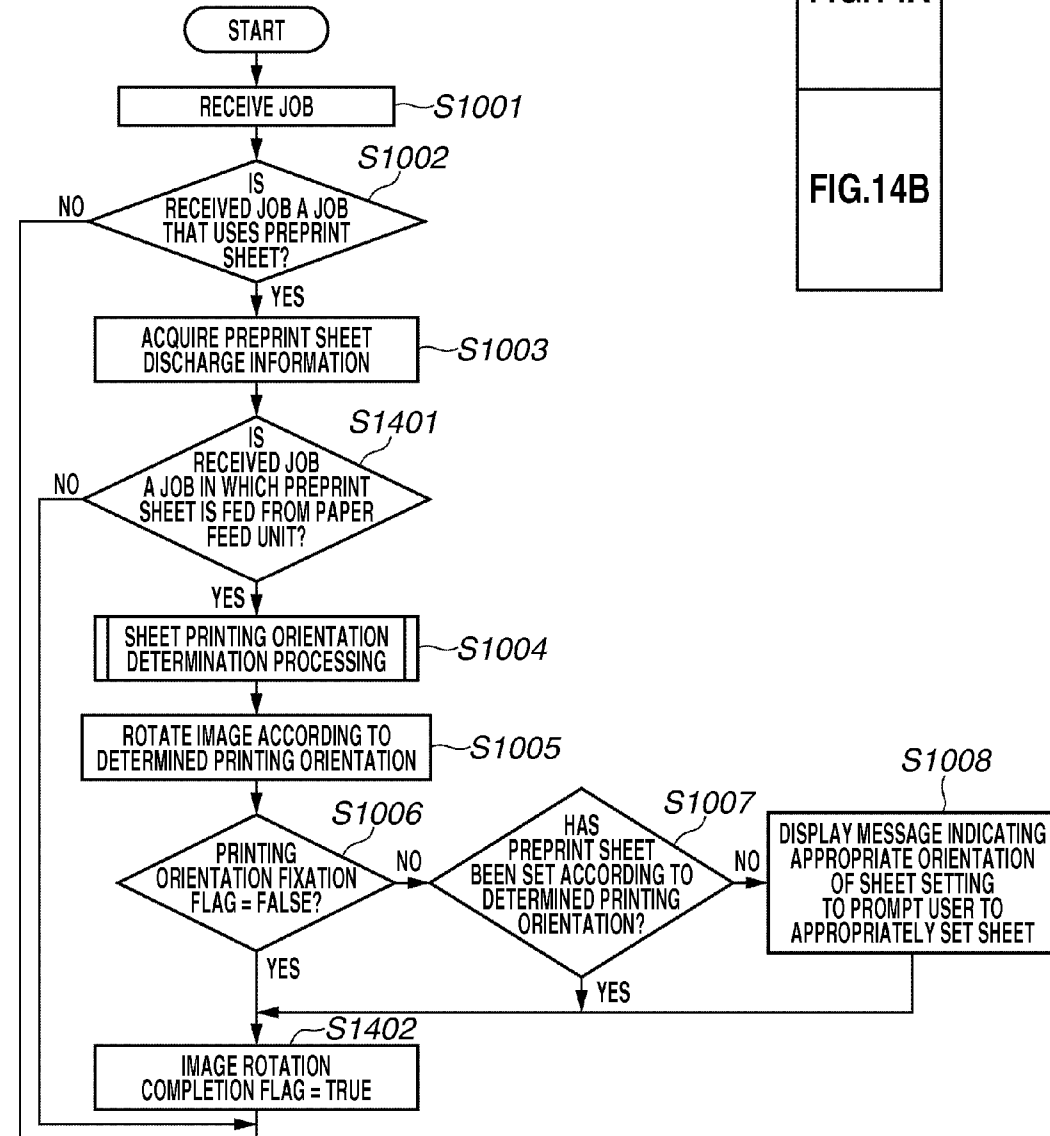 START
RECEIVE JOB
S1001
S1002
IS
RECEIVED JOB A JOB
THAT USES PREPRINT
SHEET?
NO
YES
FIG.14B
ACQUIRE PREPRINT SHEET
DISCHARGE INFORMATION
S1003
S1401
IS
RECEIVED JOB
A JOB IN WHICH PREPRINT
SHEET IS FED FROM PAPER
FEED UNIT?
NO
YES
SHEET PRINTING ORIENTATION
DETERMINATION PROCESSING
S1004
ROTATE IMAGE ACCORDING TO
DETERMINED PRINTING ORIENTATION
S1005
S1006
PRINTING
ORIENTATION FIXATION
FLAG = FALSE?
NO
YES
S1007
HAS
PREPRINT SHEET
BEEN SET ACCORDING TO
DETERMINED PRINTING
ORIENTATION?
NO
YES
S1008
DISPLAY MESSAGE INDICATING
APPROPRIATE ORIENTATION
OF SHEET SETTING
TO PROMPT USER TO
APPROPRIATELY SET SHEET
S1402
IMAGE ROTATION
COMPLETION FLAG = TRUE